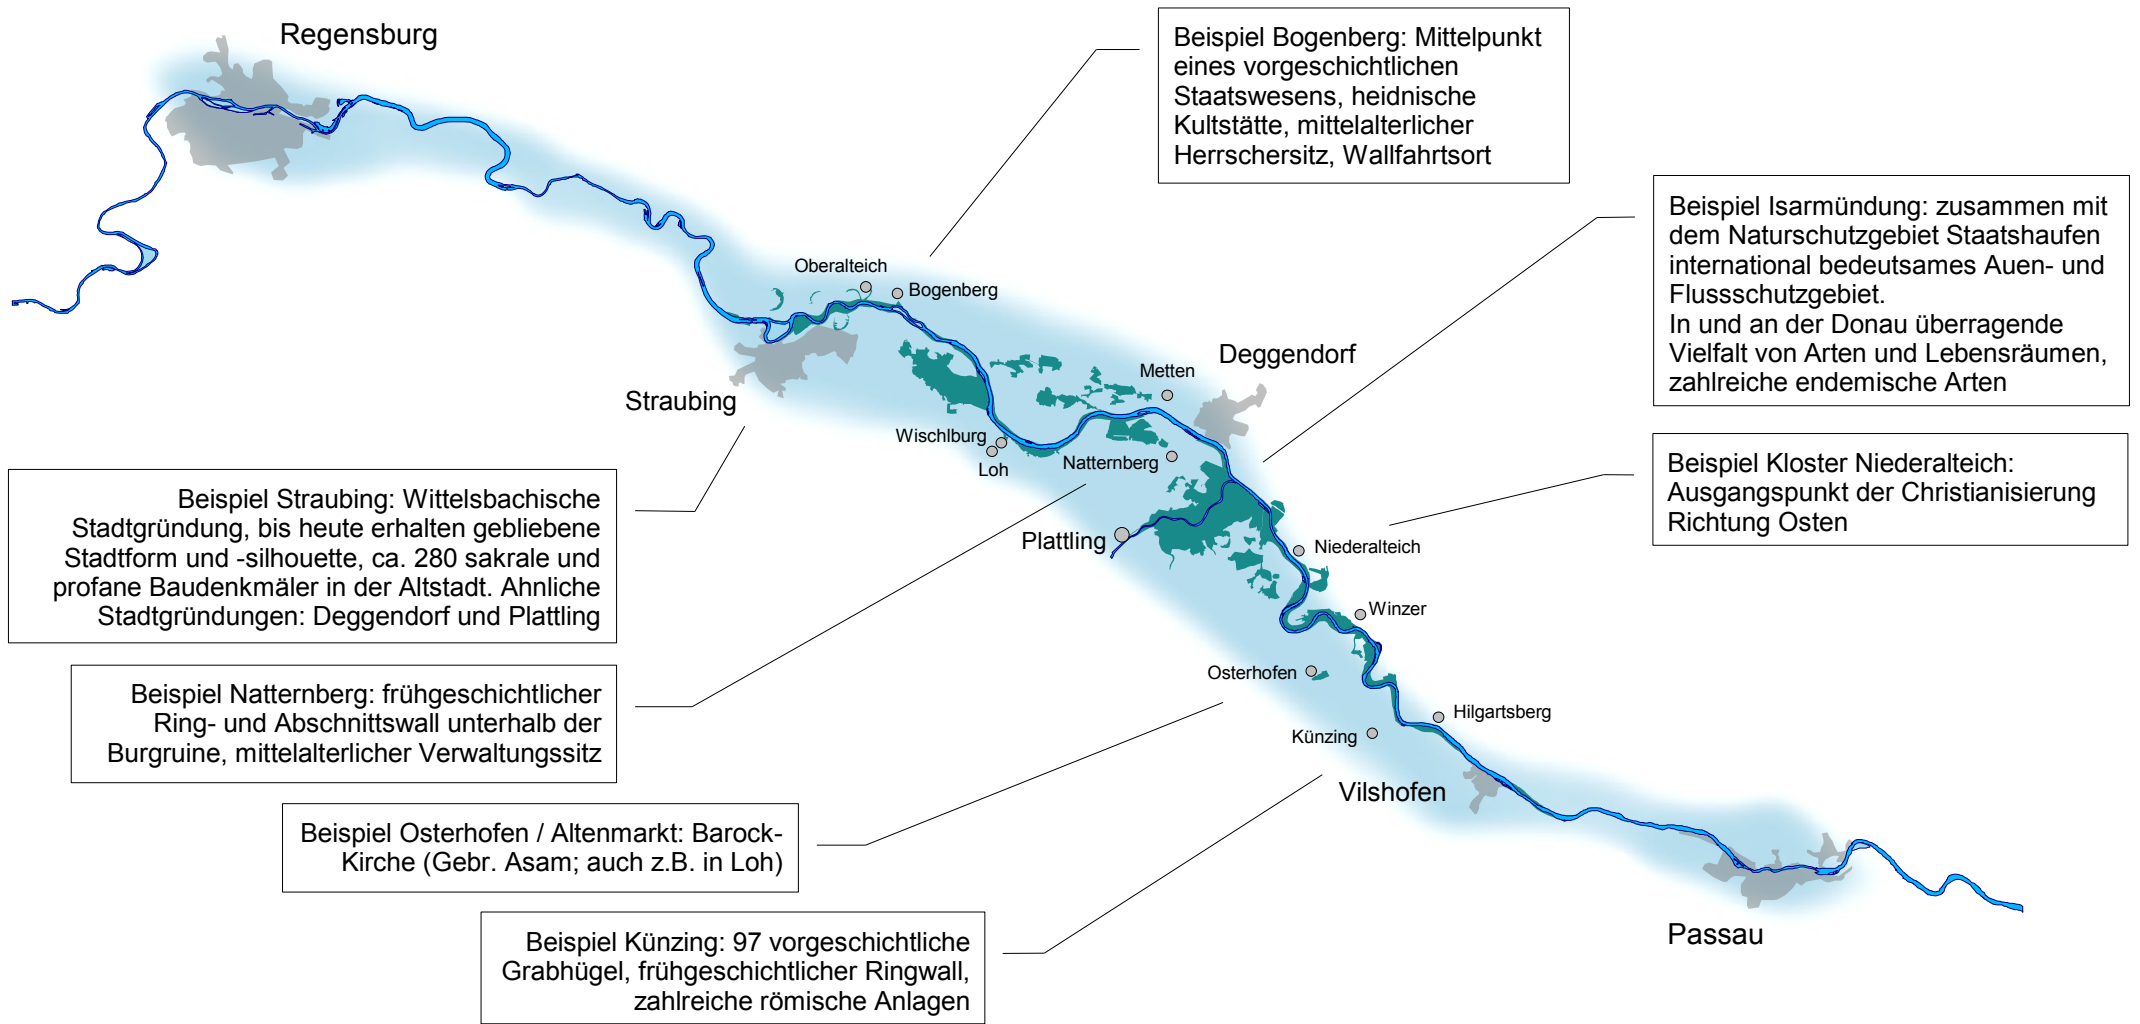 Regensburg
Beispiel Bogenberg: Mittelpunkt
eines vorgeschichtlichen
Staatswesens, heidnische
Kultstätte, mittelalterlicher
Herrschersitz, Wallfahrtsort
Beispiel Isarmündung: zusammen mit
dem Naturschutzgebiet Staatshaufen
international bedeutsames Auen- und
Flussschutzgebiet.
In und an der Donau überragende
Vielfalt von Arten und Lebensräumen,
zahlreiche endemische Arten
Oberalteich
Bogenberg
Deggendorf
Metten
Straubing
Wischlburg
Loh
Natternberg
Beispiel Kloster Niederalteich:
Ausgangspunkt der Christianisierung
Richtung Osten
Beispiel Straubing: Wittelsbachische
Stadtgründung, bis heute erhalten gebliebene
Stadtform und -silhouette, ca. 280 sakrale und
profane Baudenkmäler in der Altstadt. Ahnliche
Stadtgründungen: Deggendorf und Plattling
Plattling
Niederalteich
Winzer
Osterhofen
Beispiel Natternberg: frühgeschichtlicher
Ring- und Abschnittswall unterhalb der
Burgruine, mittelalterlicher Verwaltungssitz
Hilgartsberg
Künzing
Vilshofen
Beispiel Osterhofen / Altenmarkt: Barock-
Kirche (Gebr. Asam; auch z.B. in Loh)
Beispiel Künzing: 97 vorgeschichtliche
Grabhügel, frühgeschichtlicher Ringwall,
zahlreiche römische Anlagen
Passau